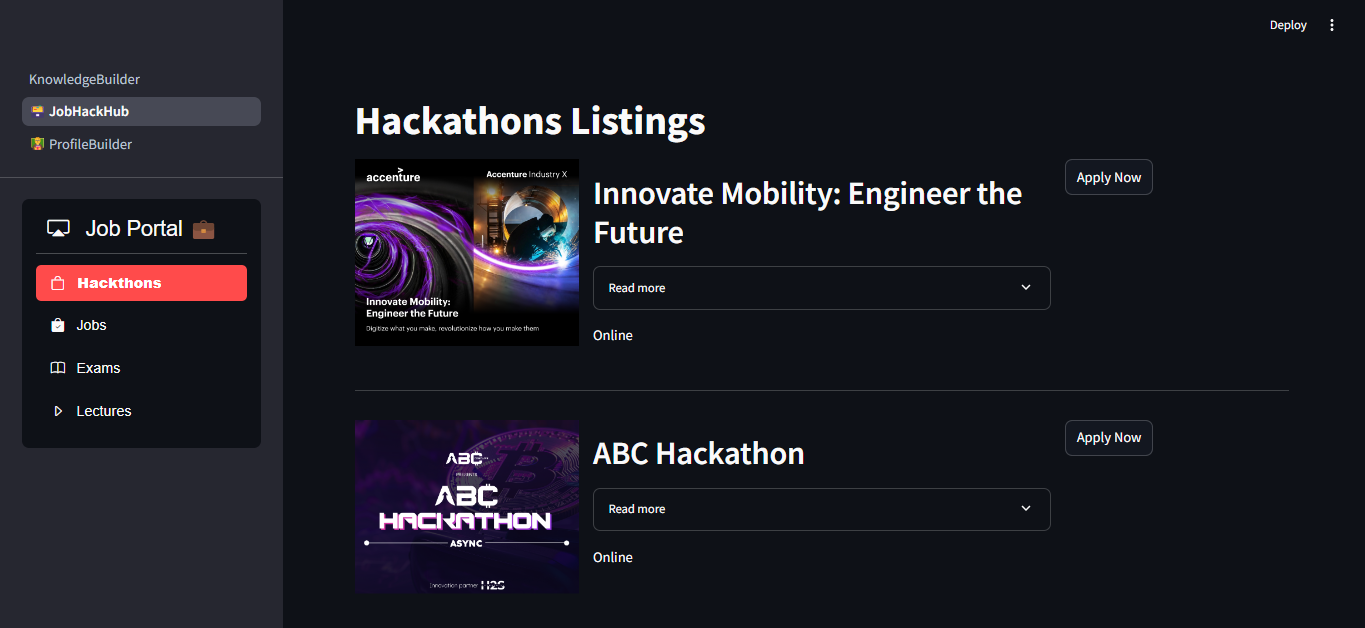 Deploy
KnowledgeBuilder
JobHackHub
ProfileBuilder
Job Portal
Hackthons
Jobs
Exams
Lectures
Hackathons Listings
accenture
Accenture Industry X
Innovate Mobility:
Engineer the Future
Digitize what you make, revolutionize how you make them
Innovate Mobility: Engineer the
Future
Apply Now
Read more
Online
ABC
PRESENTS
ABC
HACKATHON
ASYNC
Innovation partner H2S
ABC Hackathon
Apply Now
Read more
Online